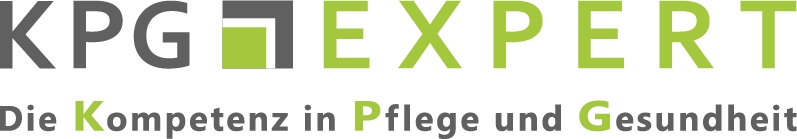 KPG EXPERT
Die Kompetenz in Pflege und Gesundheit